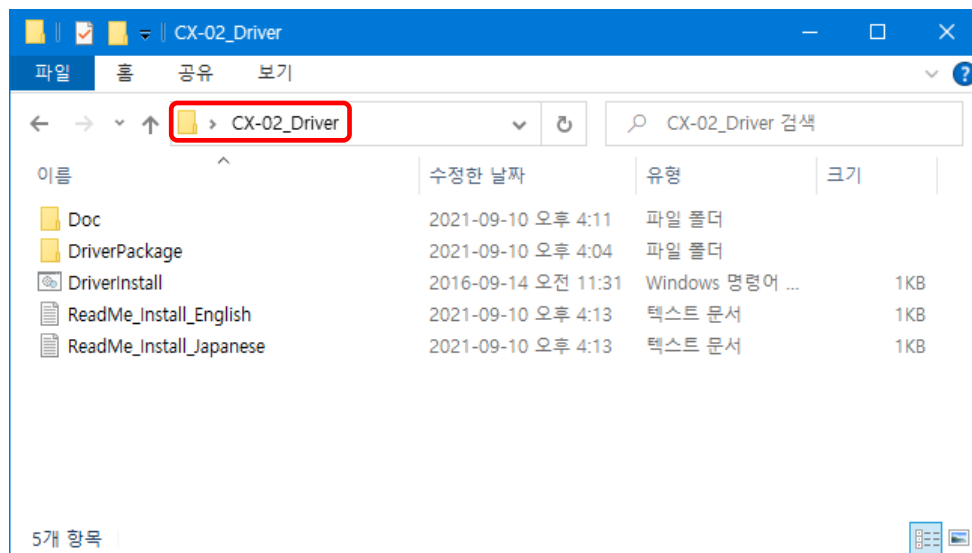 CX-02_Driver
파일 홈 공유 보기
CX-02_Driver CX-02_Driver 검색
이름 수정한 날짜 유형 크기
Doc 2021-09-10 오후 4:11 파일 폴더
DriverPackage 2021-09-10 오후 4:04 파일 폴더
DriverInstall 2016-09-14 오전 11:31 Windows 명령어 ... 1KB
ReadMe_Install_English 2021-09-10 오후 4:13 텍스트 문서 1KB
ReadMe_Install_Japanese 2021-09-10 오후 4:13 텍스트 문서 1KB
5개 항목